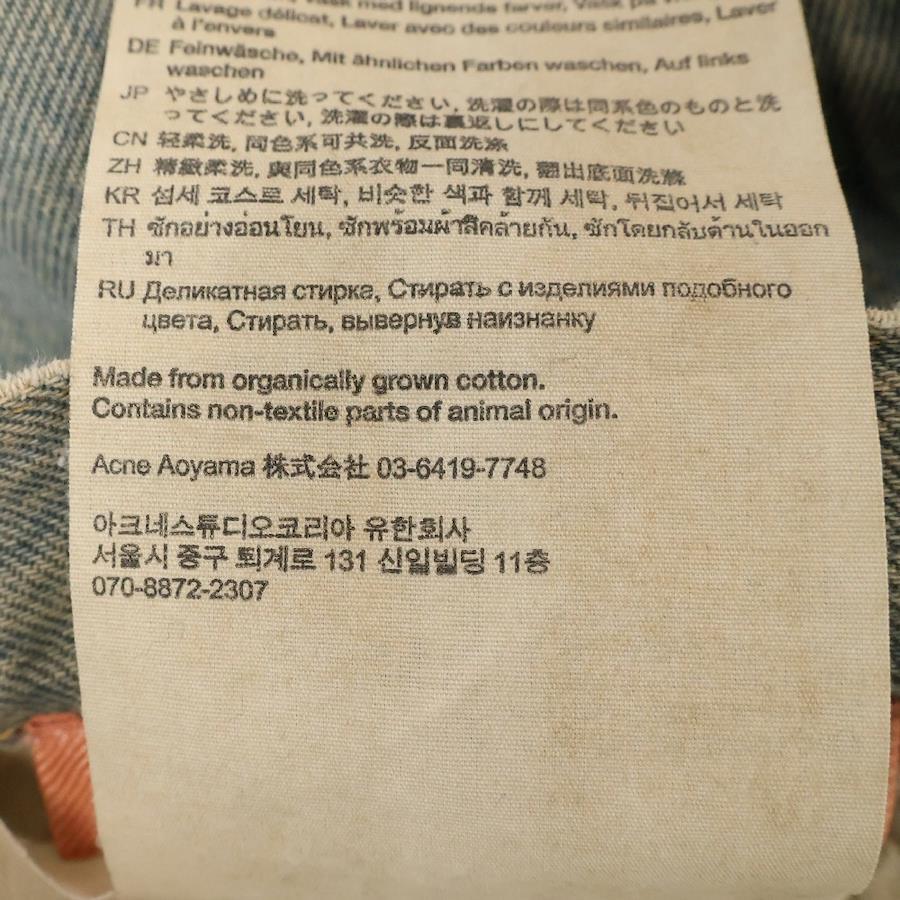 FR Lavage délicat, Laver avec des couleurs similaires, Laver
à l'envers
DE Feinwäsche, Mit ähnlichen Farben waschen, Auf links
waschen
JP やさしめに洗ってください, 洗濯の際は同系色のものと洗
ってください, 洗濯の際は裏返しにしてください
CN 轻柔洗, 同色系可共洗, 反面洗涤
ZH 精緻柔洗, 與同色系衣物一同清洗, 翻出底面洗滌
KR 섬세 코스로 세탁, 비슷한 색과 함께 세탁, 뒤집어서 세탁
TH ซักอย่างอ่อนโยน, ซักพร้อมผ้าสีคล้ายกัน, ซักโดยกลับด้านในออก
มา
RU Деликатная стирка, Стирать с изделиями подобного
цвета, Стирать, вывернув наизнанку
Made from organically grown cotton.
Contains non-textile parts of animal origin.
Acne Aoyama 株式会社 03-6419-7748
아크네스튜디오코리아 유한회사
서울시 중구 퇴계로 131 신일빌딩 11층
070-8872-2307